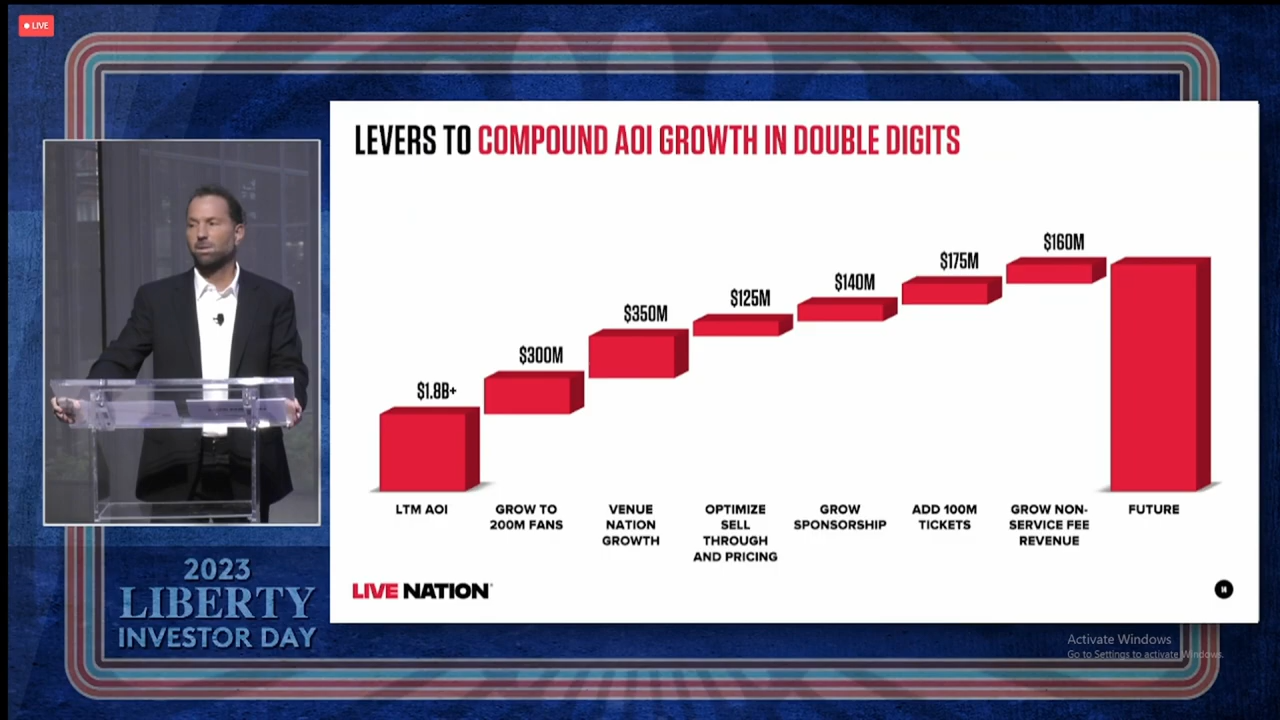 LIVE
LEVERS TO COMPOUND AOI GROWTH IN DOUBLE DIGITS
$1.8B+
$300M
$350M
$125M
$140M
$175M
$160M
LTM AOI
GROW TO
200M FANS
VENUE
NATION
GROWTH
OPTIMIZE
SELL
THROUGH
AND PRICING
GROW
SPONSORSHIP
ADD 100M
TICKETS
GROW NON-
SERVICE FEE
REVENUE
FUTURE
LIVE NATION
2023
LIBERTY
INVESTOR DAY
Activate Windows
Go to Settings to activate Windows.